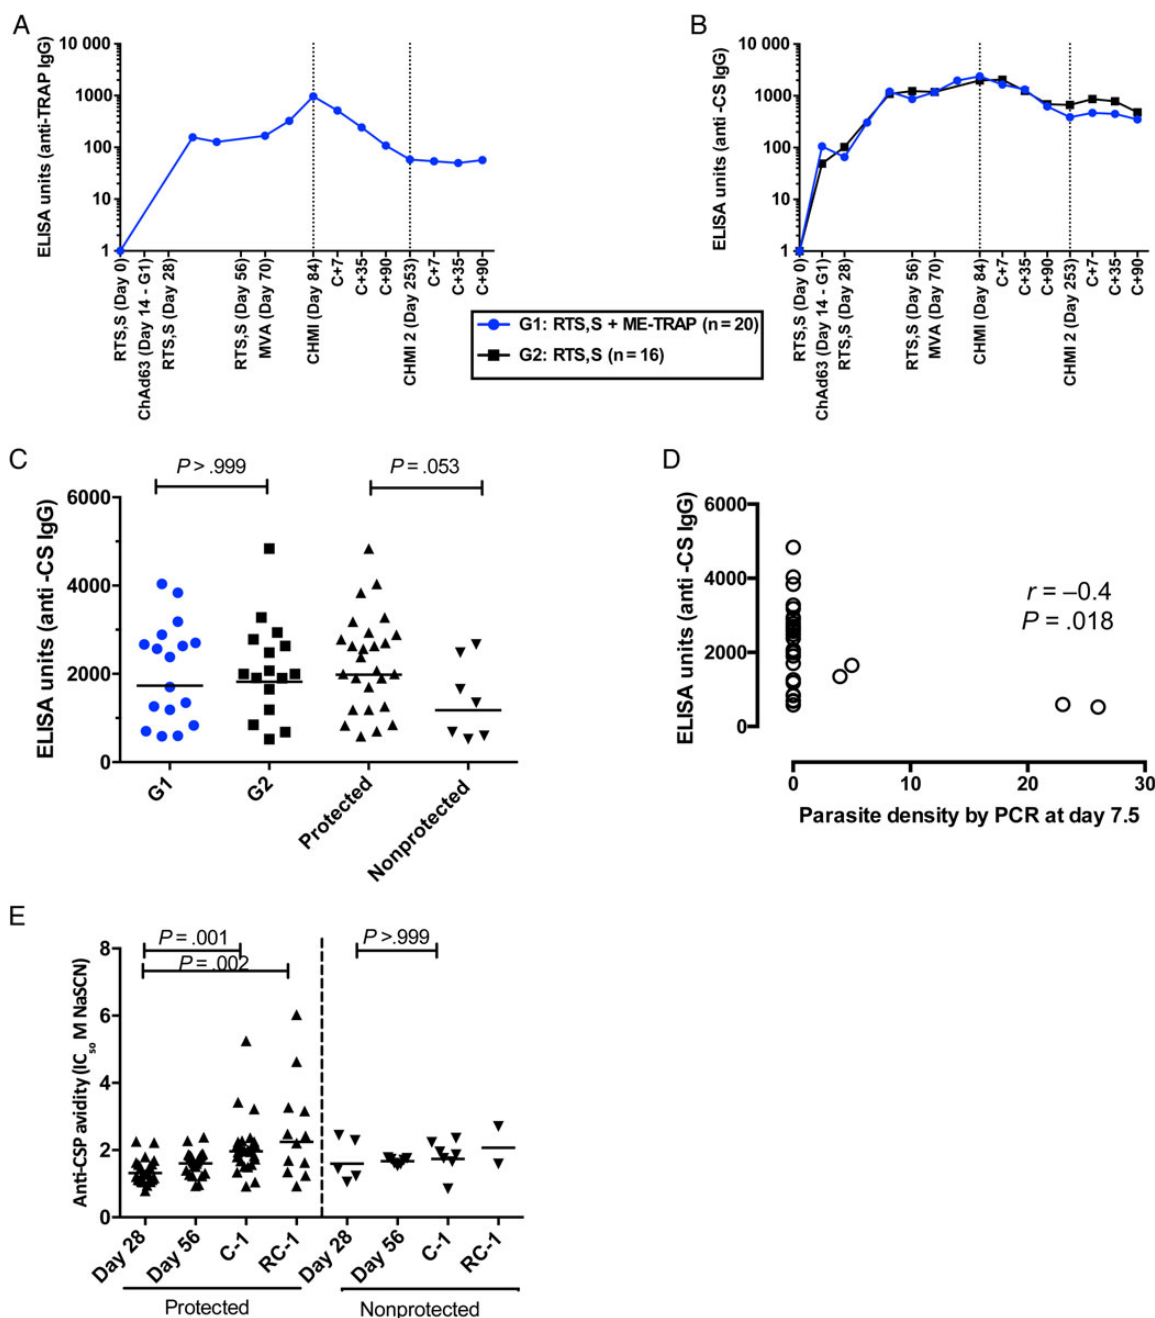 A
ELISA units (anti-TRAP IgG)
10 000
1000
100
10
1
RTS,S (Day 0)
ChAd63 (Day 14 - G1)
RTS,S (Day 28)
RTS,S (Day 56)
MVA (Day 70)
CHMI (Day 84)
C+7
C+35
C+90
CHMI 2 (Day 253)
C+7
C+35
C+90
B
ELISA units (anti -CS IgG)
10 000
1000
100
10
1
RTS,S (Day 0)
ChAd63 (Day 14 - G1)
RTS,S (Day 28)
RTS,S (Day 56)
MVA (Day 70)
CHMI (Day 84)
C+7
C+35
C+90
CHMI 2 (Day 253)
C+7
C+35
C+90
G1: RTS,S + ME-TRAP (n = 20)
G2: RTS,S (n = 16)
C
P > .999
P = .053
ELISA units (anti -CS IgG)
6000
4000
2000
0
G1
G2
Protected
Nonprotected
D
ELISA units (anti -CS IgG)
6000
4000
2000
0
r = –0.4
P = .018
0
10
20
30
Parasite density by PCR at day 7.5
E
P = .001
P = .002
P >.999
Anti-CSP avidity (IC50 M NaSCN)
8
6
4
2
0
Day 28
Day 56
C-1
RC-1
Day 28
Day 56
C-1
RC-1
Protected
Nonprotected